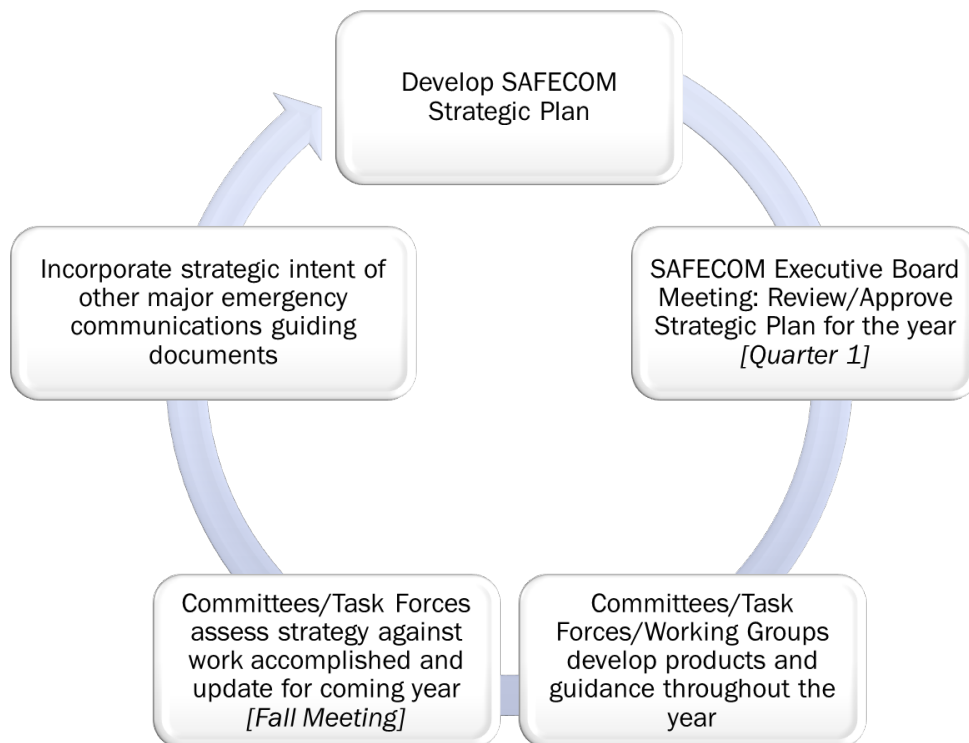 Develop SAFECOM
Strategic Plan
SAFECOM Executive Board
Meeting: Review/Approve
Strategic Plan for the year
[Quarter 1]
Committees/Task
Forces/Working Groups
develop products and
guidance throughout the
year
Committees/Task Forces
assess strategy against
work accomplished and
update for coming year
[Fall Meeting]
Incorporate strategic intent of
other major emergency
communications guiding
documents